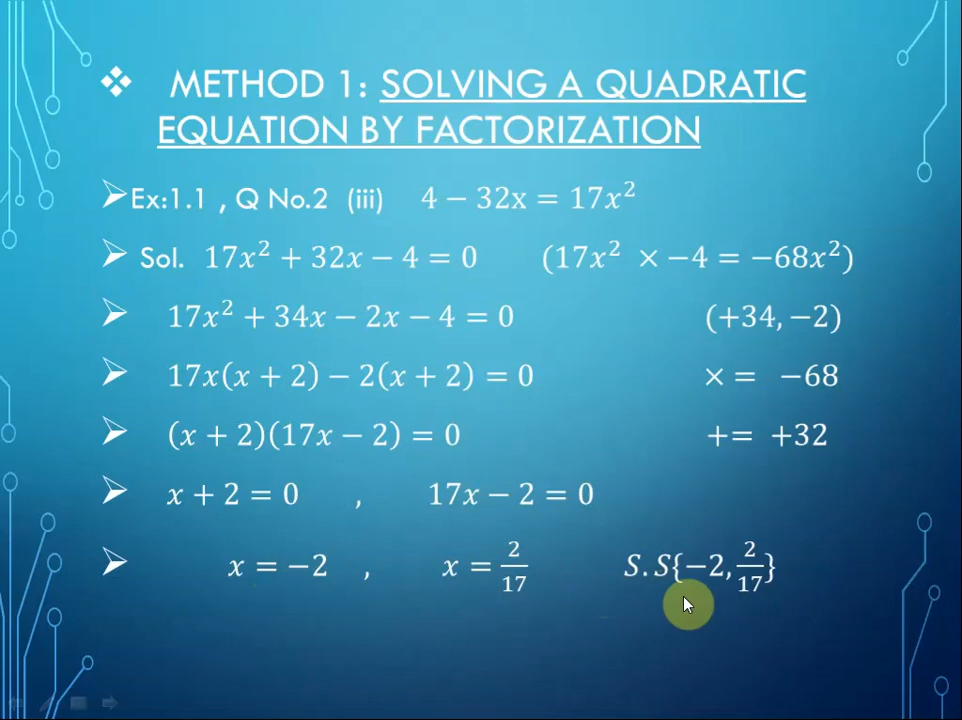 ❖ METHOD 1: SOLVING A QUADRATIC
EQUATION BY FACTORIZATION
➢Ex:1.1 , Q No.2 (iii) 4 − 32x = 17x²
➢ Sol. 17x² + 32x − 4 = 0 (17x² × −4 = −68x²)
➢ 17x² + 34x − 2x − 4 = 0 (+34, −2)
➢ 17x(x + 2) − 2(x + 2) = 0 × = −68
➢ (x + 2)(17x − 2) = 0 += +32
➢ x + 2 = 0 , 17x − 2 = 0
➢ x = −2 , x = 2/17 S.S{−2, 2/17}